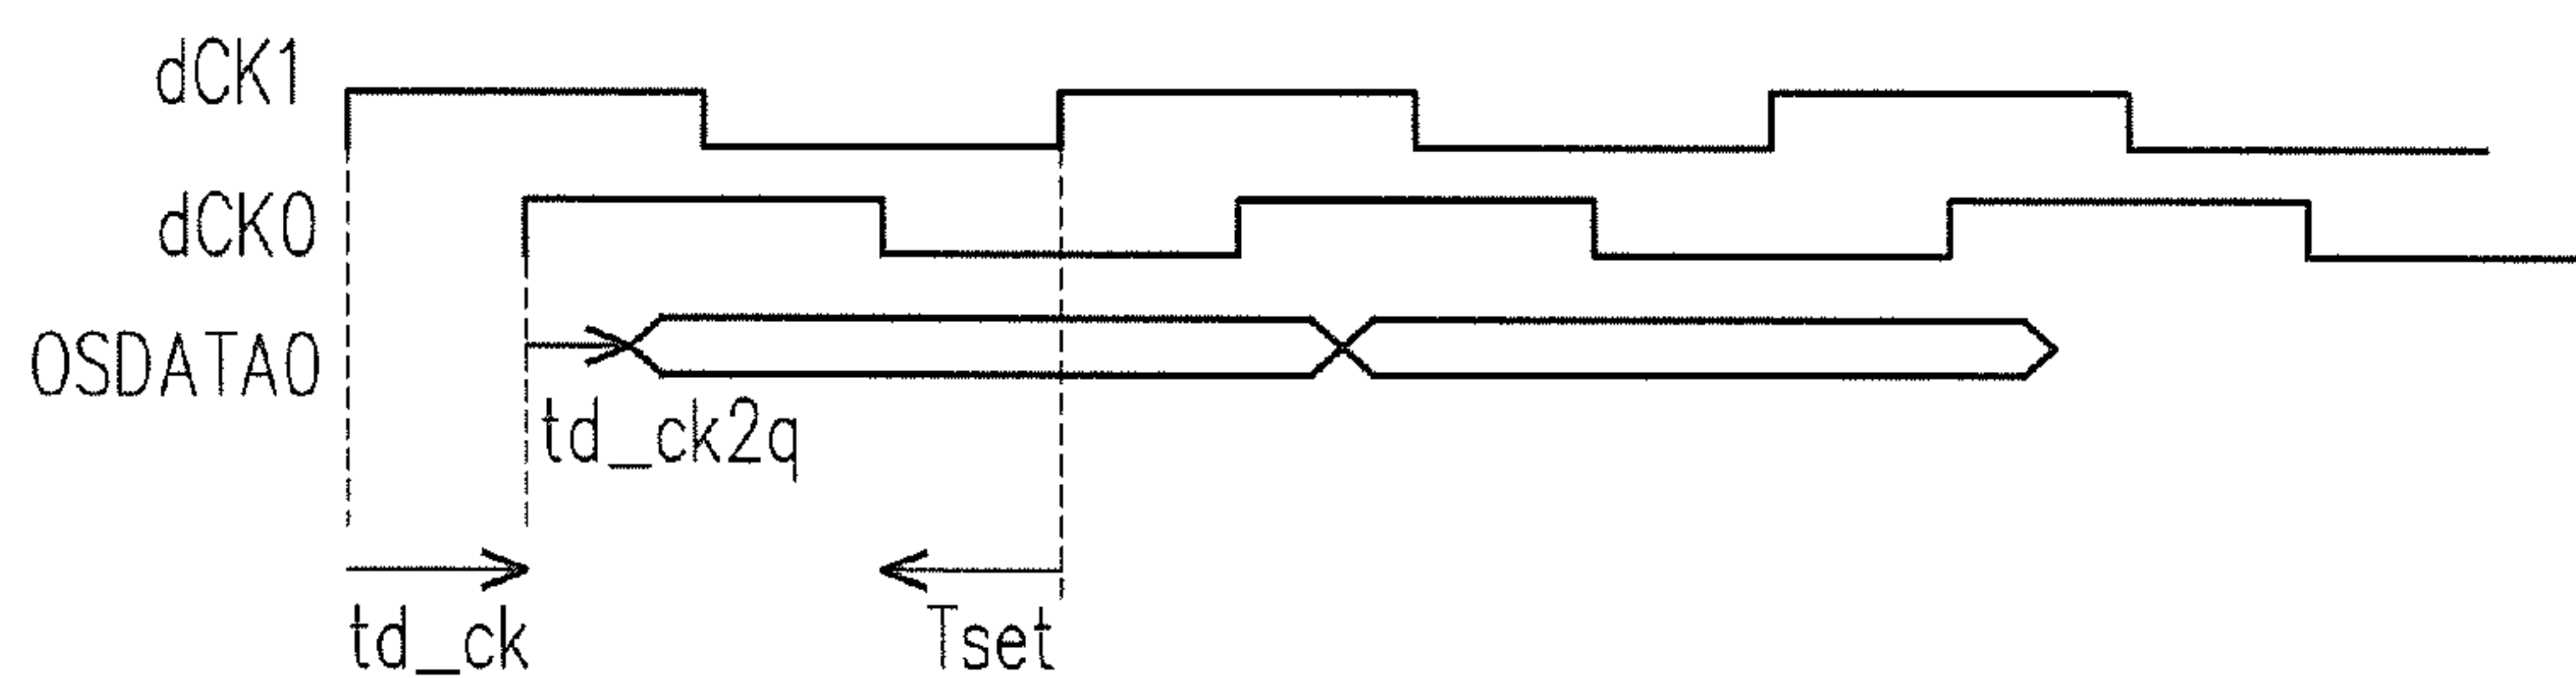 dCK1
dCK0
OSDATA0
td_ck2q
td_ck
Tset